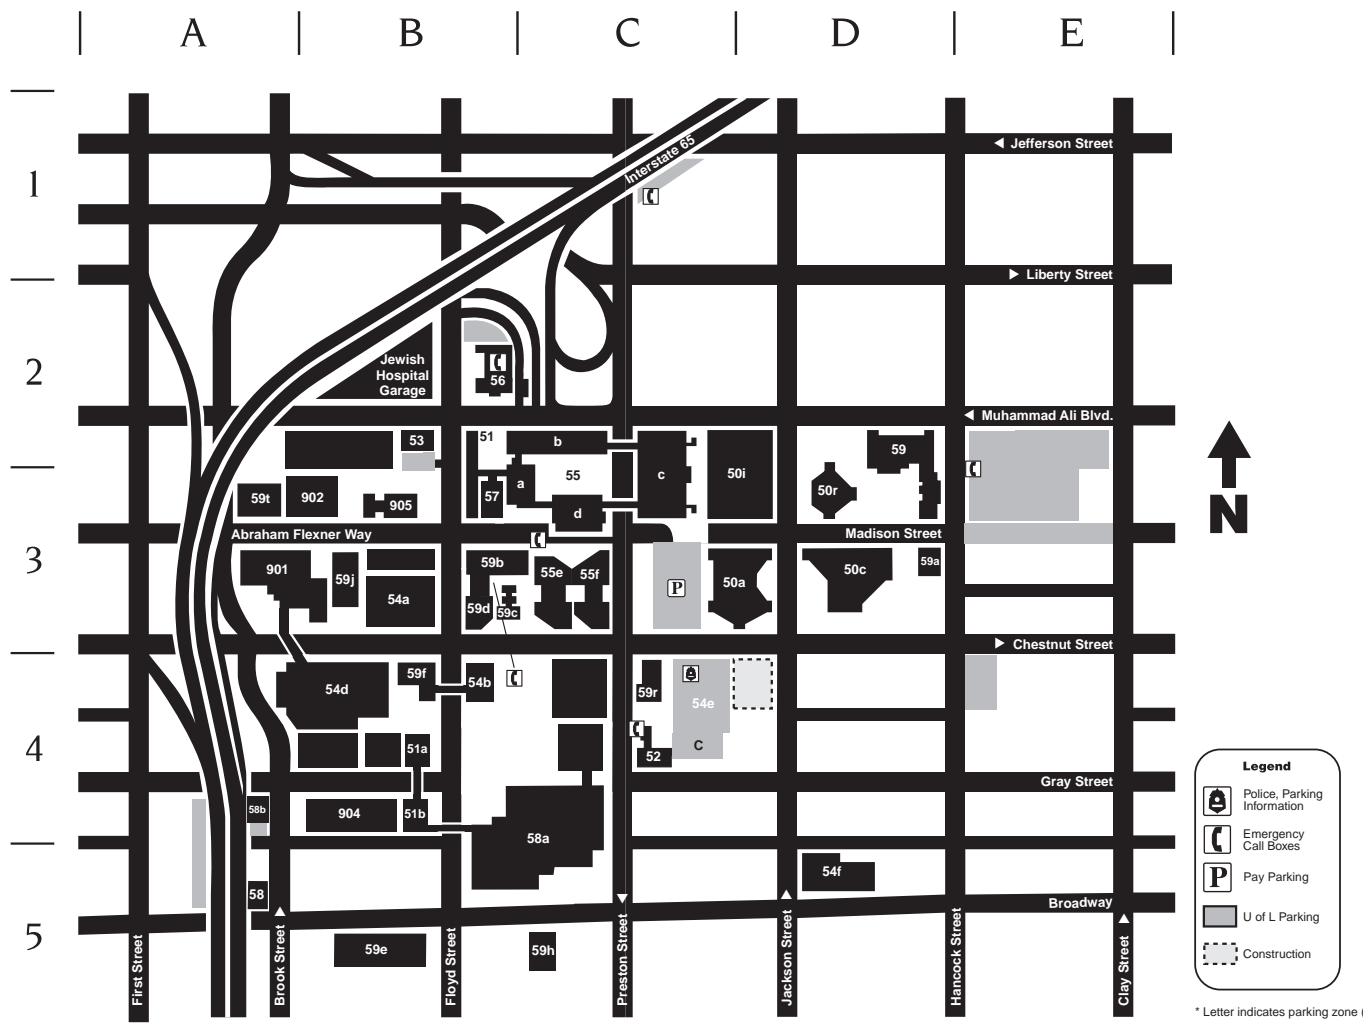 A B C D E
1
Jefferson Street
Interstate 65
Liberty Street
2
Jewish
Hospital
Garage
56
Muhammad Ali Blvd.
53
51
b
59
55
c
50i
a
50r
59t
902
905
57
d
N
Abraham Flexner Way
Madison Street
3
901
59j
54a
59b
55e
55f
59d
59c
P
50a
50c
59a
Chestnut Street
54d
59f
54b
59r
54e
4
51a
52
C
Gray Street
58b
904
51b
58a
54f
58
Broadway
5
59e
59h
First Street
Brook Street
Floyd Street
Preston Street
Jackson Street
Hancock Street
Clay Street
Legend
Police, Parking
Information
Emergency
Call Boxes
P
Pay Parking
U of L Parking
Construction
* Letter indicates parking zone (